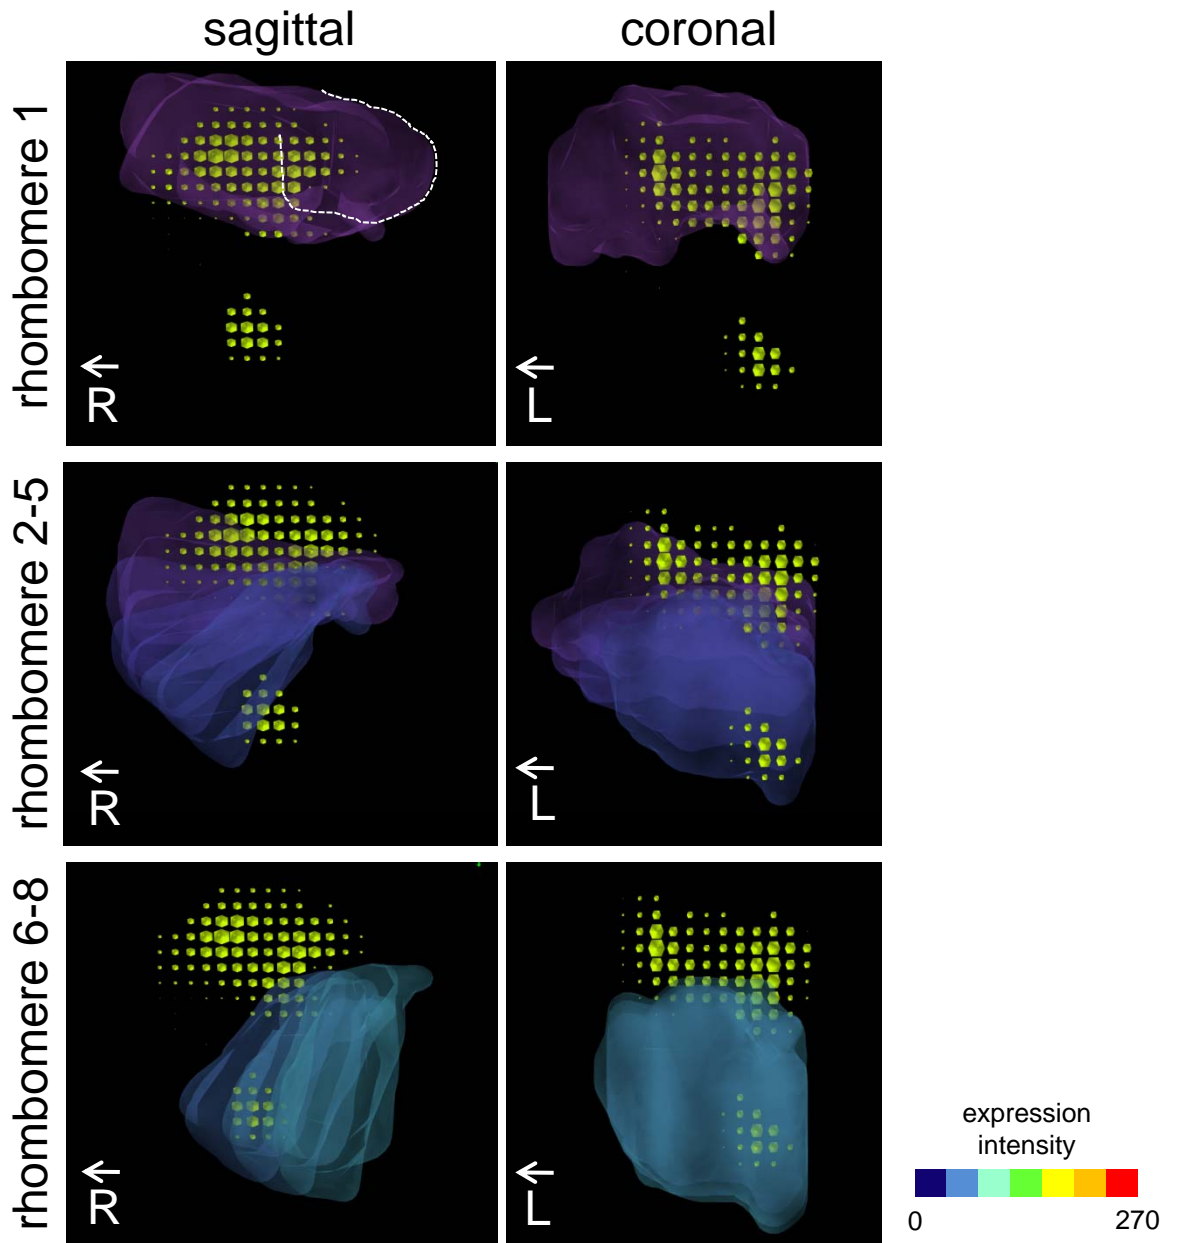 sagittal
coronal
rhombomere 1
R
L
rhombomere 2-5
R
L
rhombomere 6-8
R
L
expression
intensity
0
270